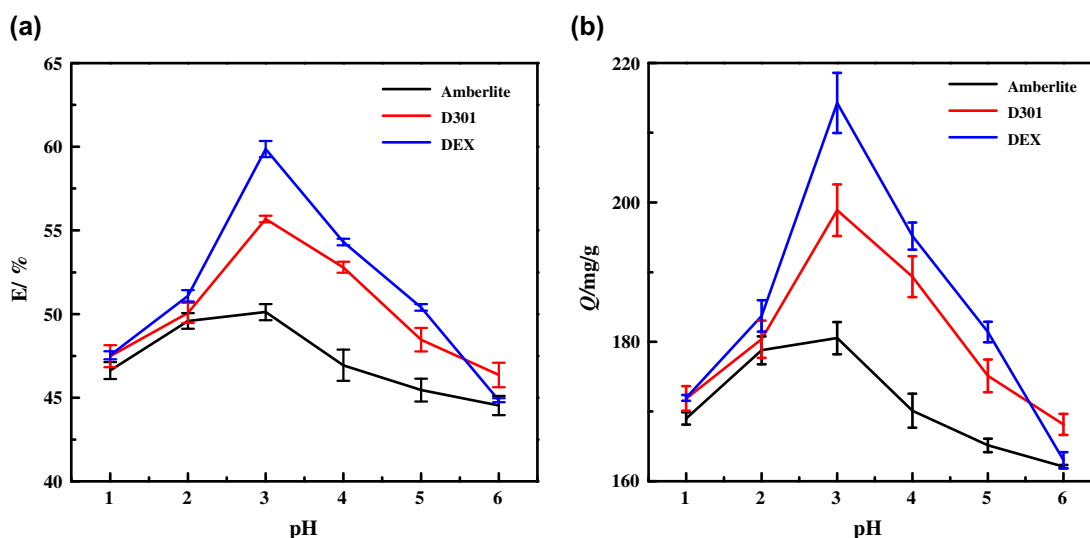 (a)
65
60
55
50
45
40
E/ %
1 2 3 4 5 6
pH
Amberlite
D301
DEX
(b)
220
200
180
160
Q/mg/g
1 2 3 4 5 6
pH
Amberlite
D301
DEX